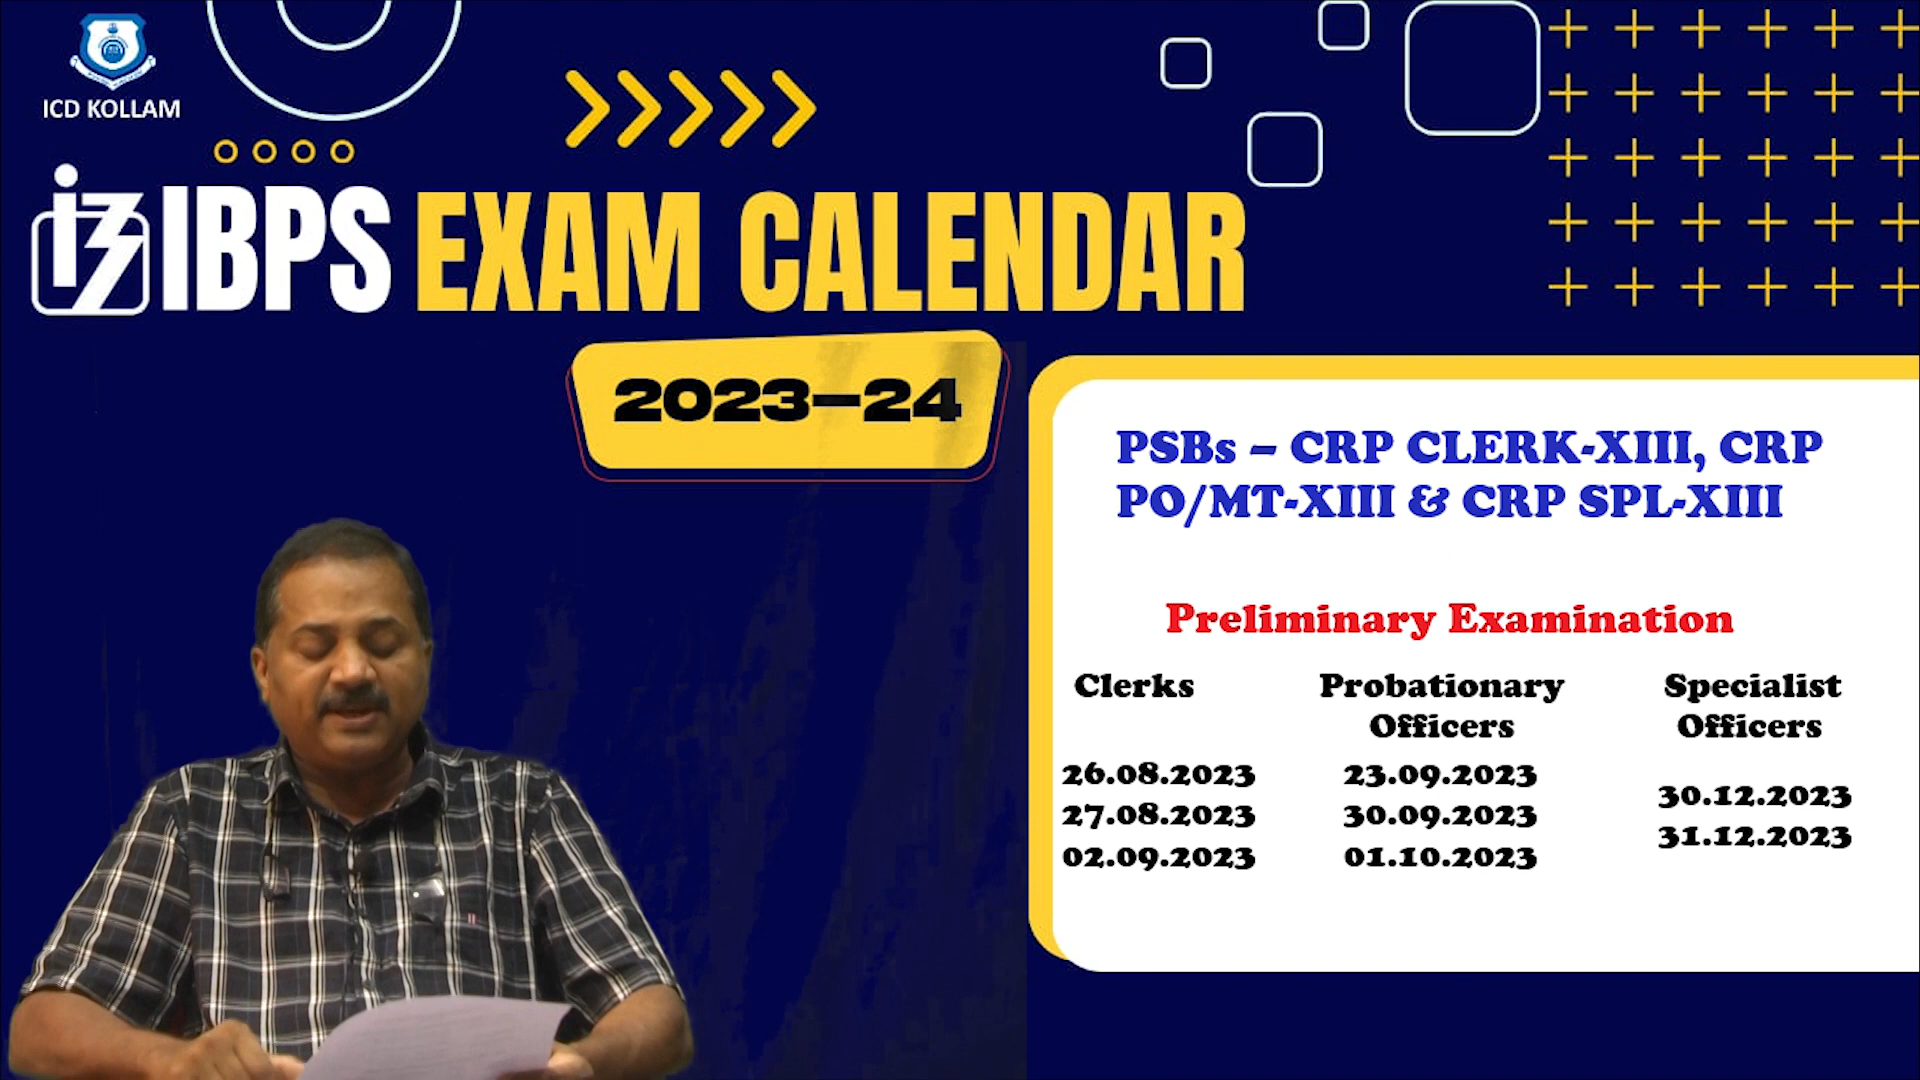 ICD KOLLAM
IBPS EXAM CALENDAR
2023–24
PSBs – CRP CLERK-XIII, CRP
PO/MT-XIII & CRP SPL-XIII
Preliminary Examination
Clerks
26.08.2023
27.08.2023
02.09.2023
Probationary
Officers
23.09.2023
30.09.2023
01.10.2023
Specialist
Officers
30.12.2023
31.12.2023